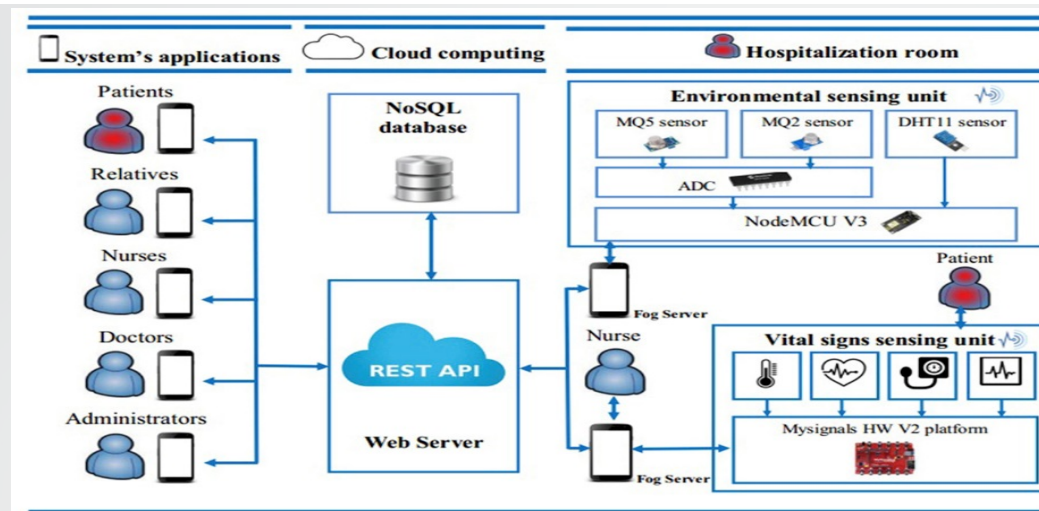 System's applications
Cloud computing
Hospitalization room
Patients
Relatives
Nurses
Doctors
Administrators
NoSQL
database
REST API
Web Server
Environmental sensing unit
MQ5 sensor
MQ2 sensor
DHT11 sensor
ADC
NodeMCU V3
Fog Server
Nurse
Fog Server
Patient
Vital signs sensing unit
Mysignals HW V2 platform